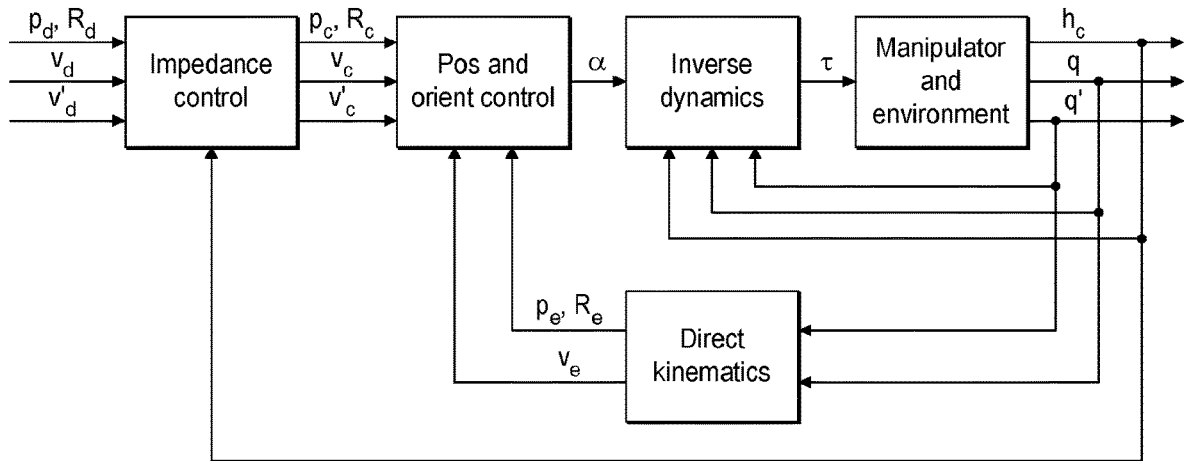 p_d, R_d
v_d
v'_d
Impedance
control
p_c, R_c
v_c
v'_c
Pos and
orient control
α
Inverse
dynamics
τ
Manipulator
and
environment
h_c
q
q'
p_e, R_e
v_e
Direct
kinematics